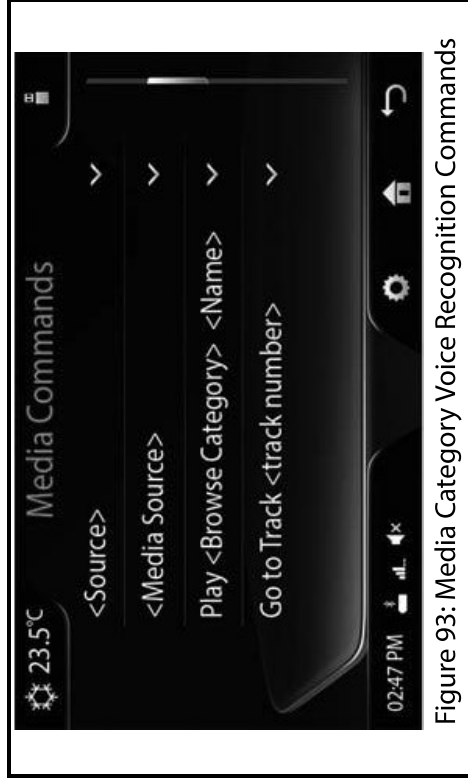 23.5°C
Media Commands
<Source>
<Media Source>
Play <Browse Category> <Name>
Go to Track <track number>
02:47 PM
Figure 93: Media Category Voice Recognition Commands